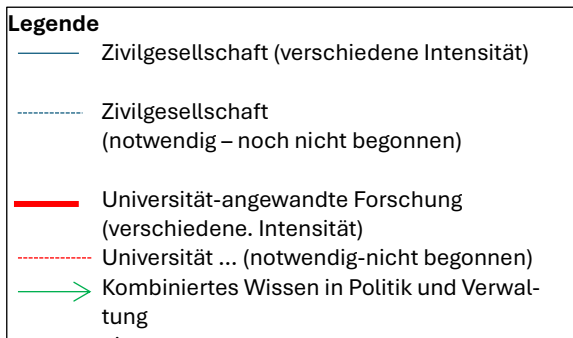 Legende
Zivilgesellschaft (verschiedene Intensität)
Zivilgesellschaft
(notwendig – noch nicht begonnen)
Universität-angewandte Forschung
(verschiedene. Intensität)
Universität ... (notwendig-nicht begonnen)
Kombiniertes Wissen in Politik und Verwal-
tung